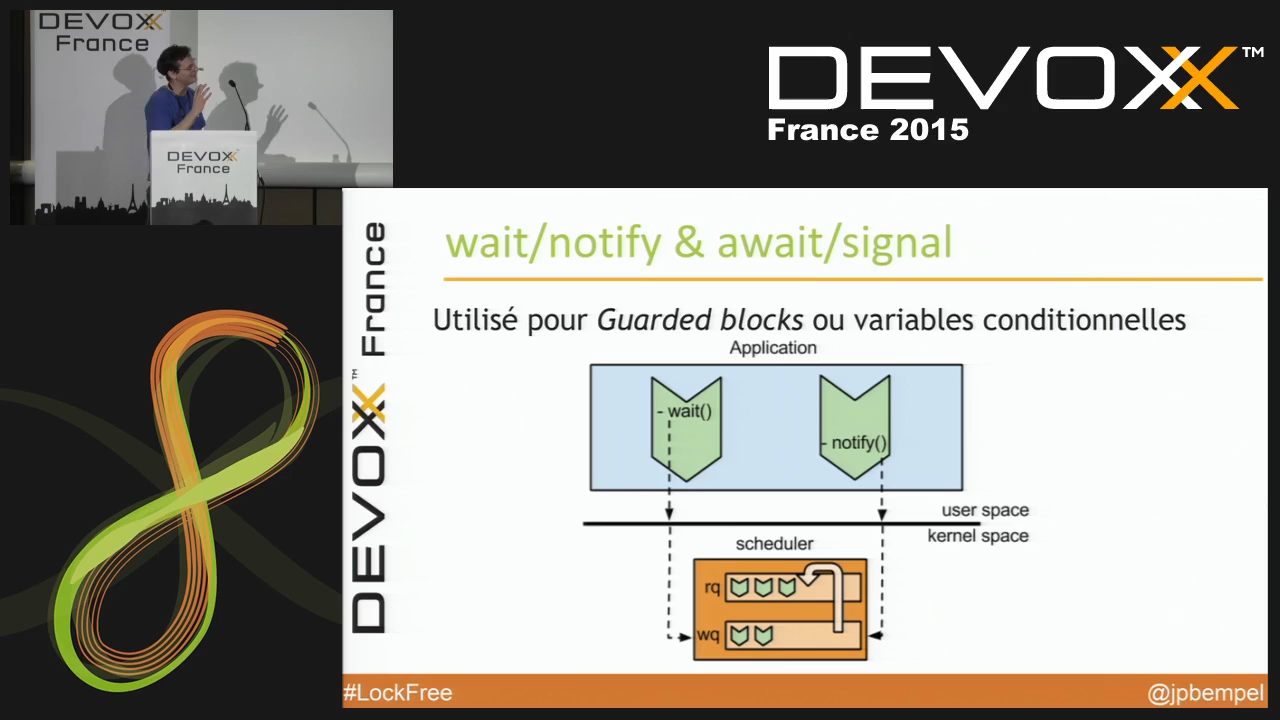 DEVOXX
France
DEVOXX
France
DEVOXX™
France 2015
DEVOXX™ France
wait/notify & await/signal
Utilisé pour Guarded blocks ou variables conditionnelles
Application
- wait()
- notify()
user space
kernel space
scheduler
rq
wq
#LockFree
@jpbempel